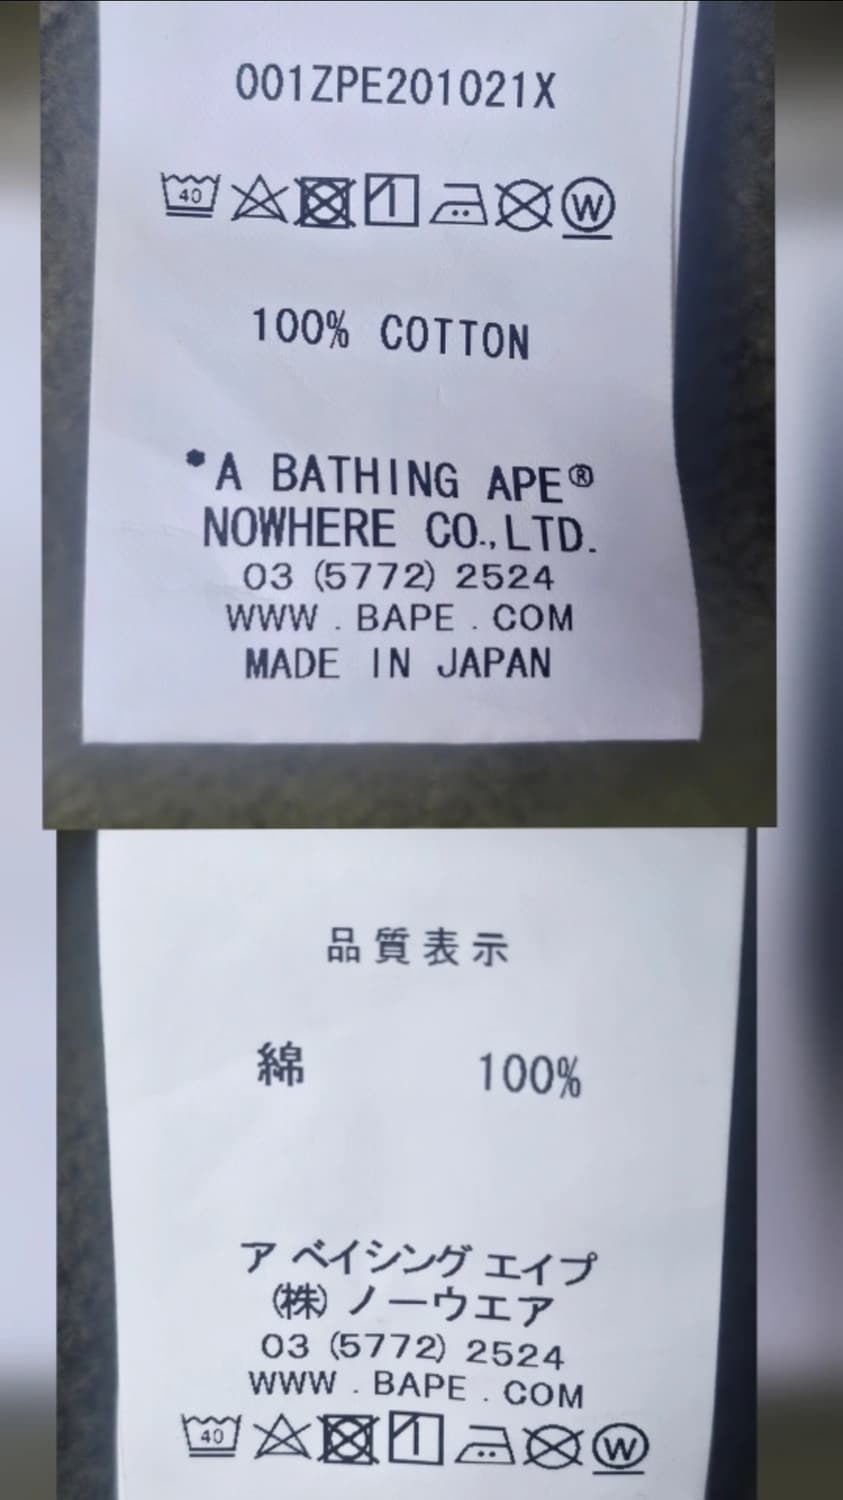 001ZPE201021X
40 W
100% COTTON
*A BATHING APE®
NOWHERE CO.,LTD.
03 (5772) 2524
WWW . BAPE . COM
MADE IN JAPAN
品質表示
綿 100%
ア ベイシング エイプ
(株) ノーウエア
03 (5772) 2524
WWW . BAPE . COM
40 W